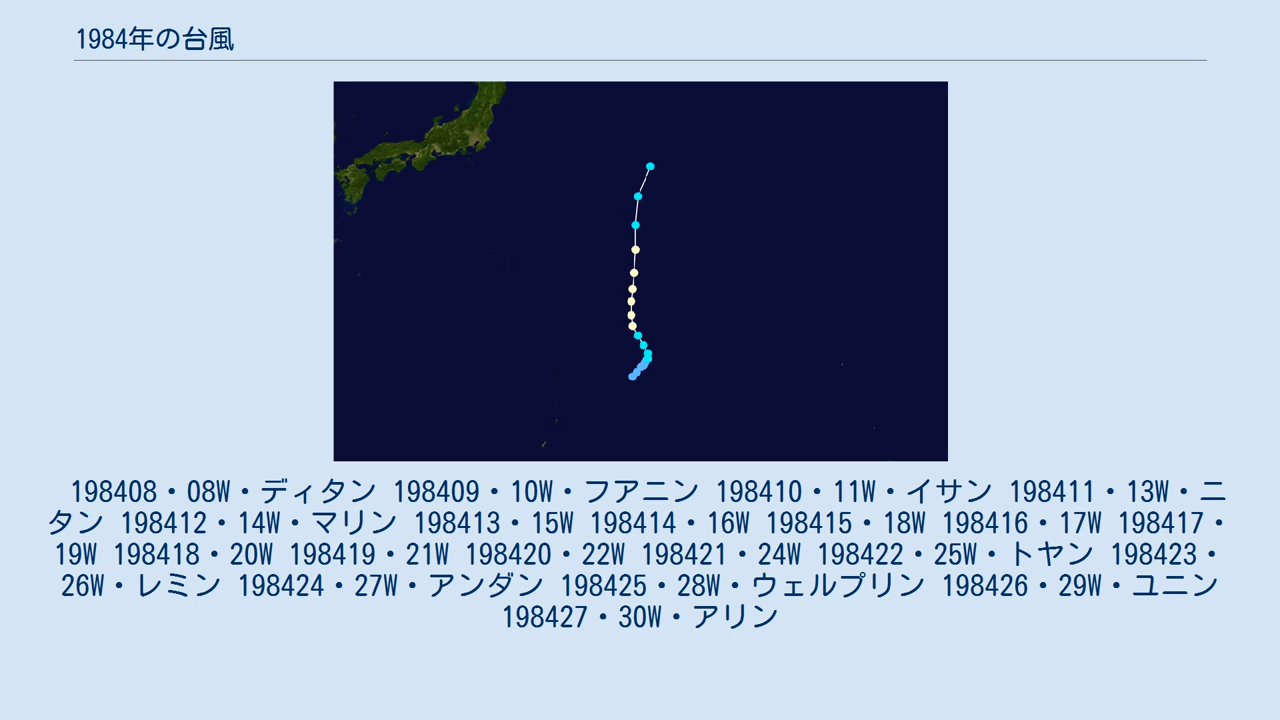 1984年の台風
198408・08W・ディタン 198409・10W・フアニン 198410・11W・イサン 198411・13W・ニ
タン 198412・14W・マリン 198413・15W 198414・16W 198415・18W 198416・17W 198417・
19W 198418・20W 198419・21W 198420・22W 198421・24W 198422・25W・トヤン 198423・
26W・レミン 198424・27W・アンダン 198425・28W・ウェルプリン 198426・29W・ユニン
198427・30W・アリン